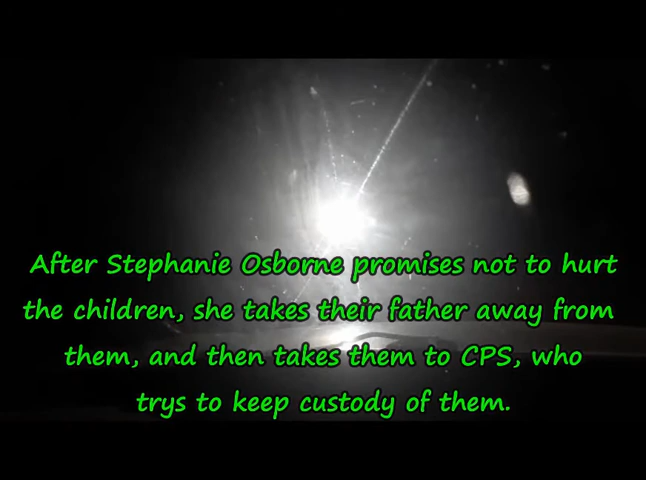 After Stephanie Osborne promises not to hurt
the children, she takes their father away from
them, and then takes them to CPS, who
trys to keep custody of them.